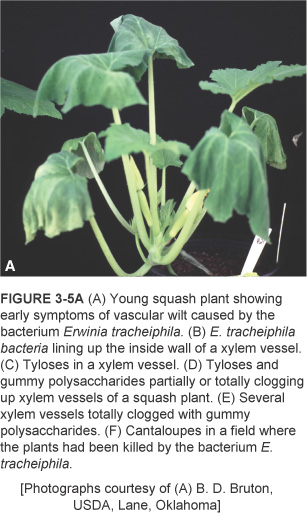 A
FIGURE 3-5A (A) Young squash plant showing
early symptoms of vascular wilt caused by the
bacterium Erwinia tracheiphila. (B) E. tracheiphila
bacteria lining up the inside wall of a xylem vessel.
(C) Tyloses in a xylem vessel. (D) Tyloses and
gummy polysaccharides partially or totally clogging
up xylem vessels of a squash plant. (E) Several
xylem vessels totally clogged with gummy
polysaccharides. (F) Cantaloupes in a field where
the plants had been killed by the bacterium E.
tracheiphila.
[Photographs courtesy of (A) B. D. Bruton,
USDA, Lane, Oklahoma]